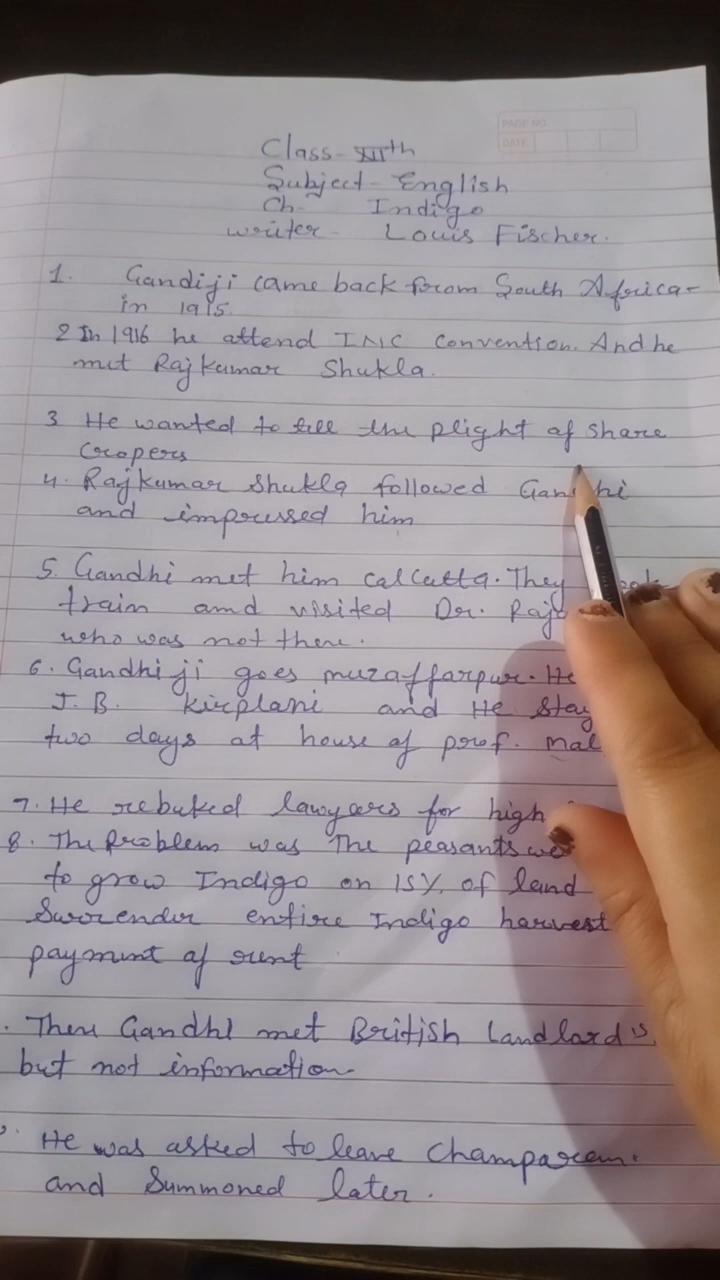 PAGE NO.
DATE
Class - XIIth
Subject - English
Ch. Indigo
writer - Louis Fischer.
1. Gandiji came back from South Africa -
in 1915.
2 In 1916 he attend INC convention. And he
met Rajkumar Shukla.
3 He wanted to tell the plight of share
Cropers
4. Rajkumar Shukla followed Gandhi
and impressed him
5. Gandhi met him calcutta. They
train and visited Dr.
who was not there.
6. Gandhiji goes muzaffarpur. He
J. B. Kirplani and He stay
two days at house of prof. Mal
7. He rebuked lawyers for high
8. The Problem was The peasants
to grow Indigo on 15% of land
Surrender entire Indigo harvest
payment of rent
. Then Gandhi met British Landlard's
but not information -
He was asked to leave Champaran.
and Summoned later.